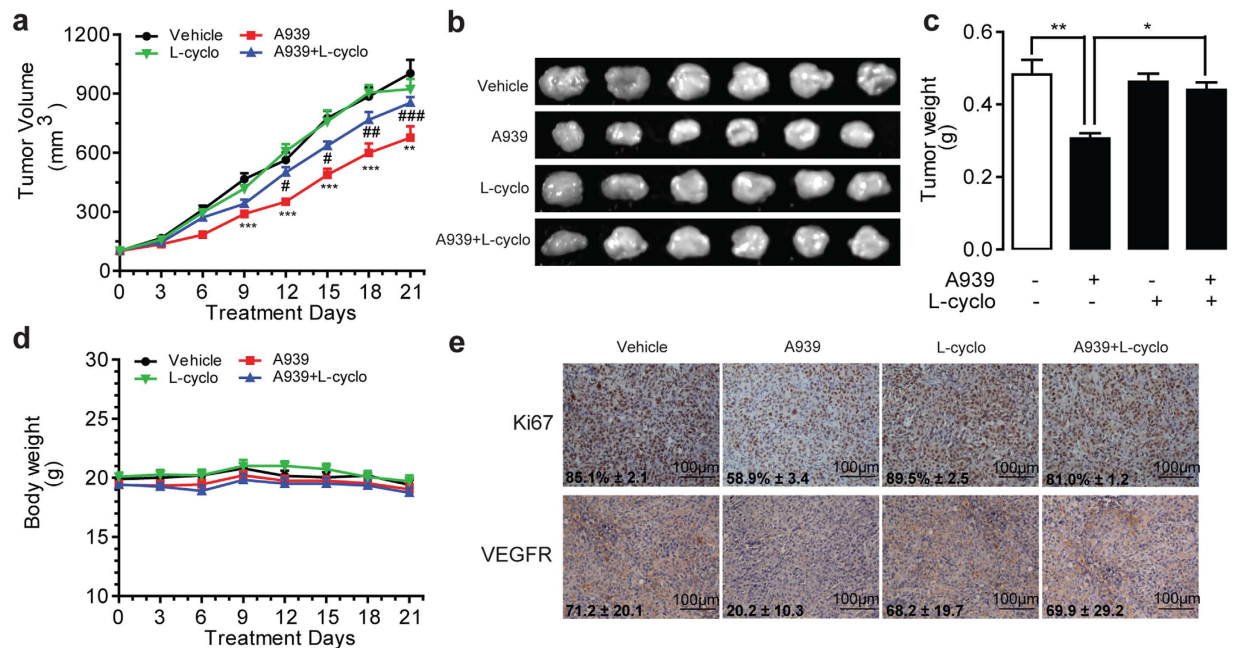 a
1200
900
600
300
0
Tumor Volume
(mm³)
Vehicle
A939
L-cyclo
A939+L-cyclo
#
#
##
###
***
***
***
***
**
0 3 6 9 12 15 18 21
Treatment Days
b
Vehicle
A939
L-cyclo
A939+L-cyclo
c
0.6
0.4
0.2
0.0
Tumor weight
(g)
**
*
A939 - + - +
L-cyclo - - + +
d
30
25
20
15
10
Body weight
(g)
Vehicle
A939
L-cyclo
A939+L-cyclo
0 3 6 9 12 15 18 21
Treatment Days
e
Vehicle A939 L-cyclo A939+L-cyclo
Ki67
100µm 100µm 100µm 100µm
85.1% ± 2.1 58.9% ± 3.4 89.5% ± 2.5 81.0% ± 1.2
VEGFR
100µm 100µm 100µm 100µm
71.2 ± 20.1 20.2 ± 10.3 68.2 ± 19.7 69.9 ± 29.2